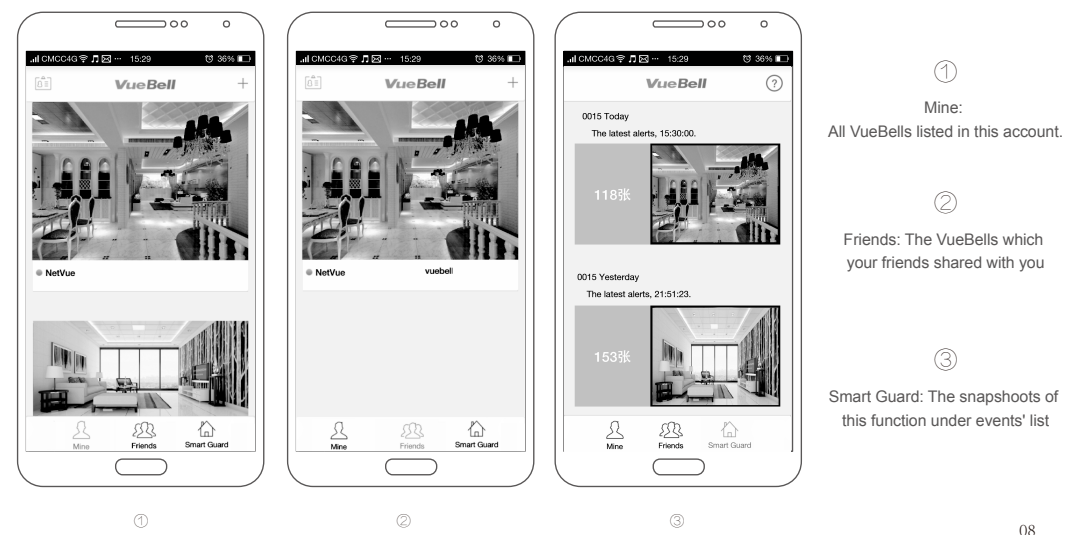 CMCC4G ... 15:29 36%
VueBell
NetVue
Mine Friends Smart Guard
①
CMCC4G ... 15:29 36%
VueBell
NetVue vuebell
Mine Friends Smart Guard
②
CMCC4G ... 15:29 36%
VueBell ?
0015 Today
The latest alerts, 15:30:00.
118张
0015 Yesterday
The latest alerts, 21:51:23.
153张
Mine Friends Smart Guard
③
①
Mine:
All VueBells listed in this account.
②
Friends: The VueBells which
your friends shared with you
③
Smart Guard: The snapshoots of
this function under events' list
08